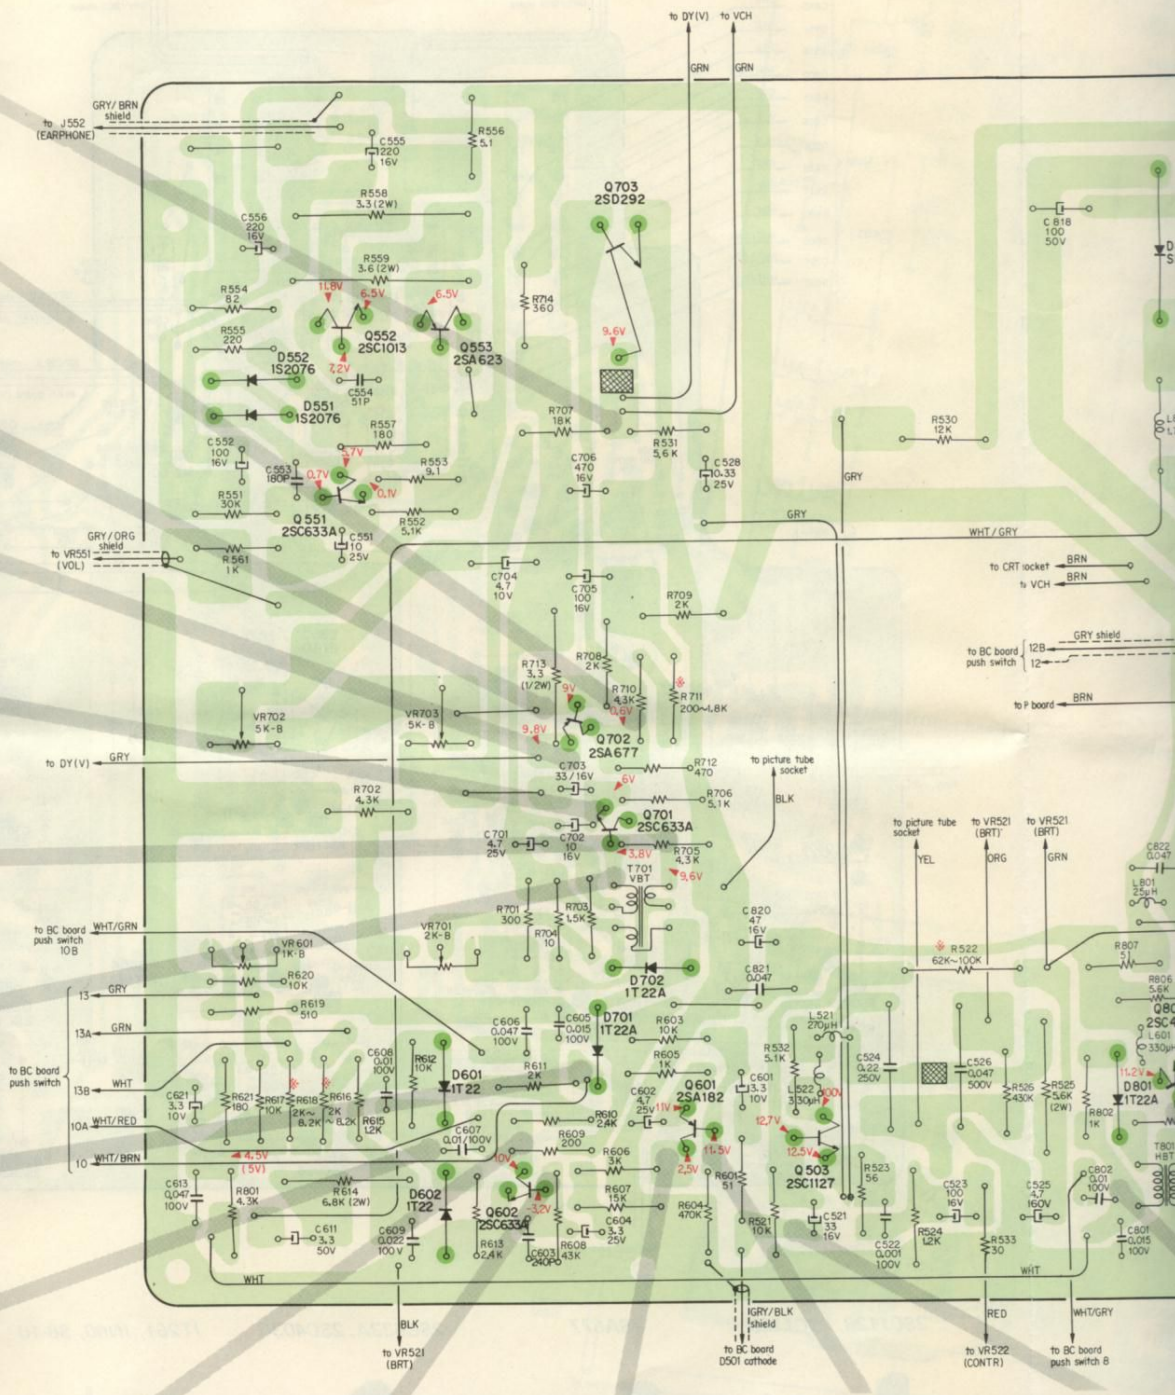 to DY(V)
to VCH
GRN
GRN
GRY/BRN
shield
to J552
(EARPHONE)
C555
220
16V
R556
5.1
Q703
2SD292
R558
3.3(2W)
C556
220
16V
C818
100
50V
R559
3.6(2W)
11.8V
6.5V
6.5V
R554
82
R714
360
R555
220
Q552
2SC1013
Q553
2SA623
9.6V
D552
1S2076
7.2V
C554
51P
D551
1S2076
R707
18K
R557
180
R531
5.6K
R530
12K
C552
100
16V
5.7V
C553
180P
0.7V
R553
9.1
0.1V
C706
470
16V
C528
0.33
25V
GRY
R551
30K
Q551
2SC633A
R552
5.1K
GRY
C551
10
25V
WHT/GRY
GRY/ORG
shield
to VR551
(VOL)
R561
1K
C704
4.7
10V
C705
100
16V
to CRT socket
BRN
to VCH
BRN
R709
2K
GRY shield
to BC board
push switch
12B
12
R713
3.3
(1/2W)
R708
2K
9V
R710
4.3K
0.6V
※
R711
200~1.8K
to P board
BRN
VR702
5K-B
VR703
5K-B
9.8V
Q702
2SA677
to DY(V)
GRY
C703
33/16V
R712
470
to picture tube
socket
6V
BLK
R702
4.3K
R706
5.1K
Q701
2SC633A
C701
4.7
25V
C702
10
16V
3.8V
R705
4.3K
9.6V
to picture tube
socket
to VR521
(BRT)
to VR521
(BRT)
YEL
ORG
GRN
C822
0.047
T701
VBT
L801
25μH
R701
300
R704
10
R703
1.5K
C820
47
16V
to BC board
push switch
10B
WHT/GRN
VR701
2K-B
VR601
1K-B
※
R522
62K~100K
R807
51
R620
10K
D702
1T22A
C821
0.047
R806
5.6K
13
GRY
R619
510
13A
GRN
C606
0.047
100V
C605
0.015
100V
D701
1T22A
R603
10K
L521
270μH
L601
330μH
to BC board
push switch
C608
0.01
100V
R612
10K
D601
1T22
R611
2K
R605
1K
R532
5.1K
C524
0.22
250V
C526
0.047
500V
R526
430K
R525
5.6K
(2W)
D801
1T22A
11.2V
13B
WHT
C621
3.3
10V
R621
180
R617
10K
※
R618
2K~
8.2K
※
R616
2K
~8.2K
R615
1.2K
C602
4.7
25V
Q601
2SA182
C601
3.3
10V
L522
330μH
100V
R802
1K
10A
WHT/RED
C607
0.01/100V
R610
2.4K
11V
12.7V
10
WHT/BRN
4.5V
(5V)
R609
200
11.5V
12.5V
T801
HBT
C613
0.047
100V
R801
4.3K
R614
6.8K (2W)
D602
1T22
10V
R606
3K
2.5V
R601
51
Q503
2SC1127
R523
56
C523
100
16V
C525
4.7
160V
C802
0.01
100V
R607
15K
C611
3.3
50V
C609
0.022
100V
Q602
2SC633A
-3.2V
C604
3.3
25V
R604
470K
R521
10K
C521
33
16V
C522
0.001
100V
R524
1.2K
R533
30
C801
0.015
100V
R613
2.4K
C603
240P
R608
43K
WHT
WHT
BLK
GRY/BLK
shield
RED
WHT/GRY
to VR521
(BRT)
to BC board
D501 cathode
to VR522
(CONTR)
to BC board
push switch 8